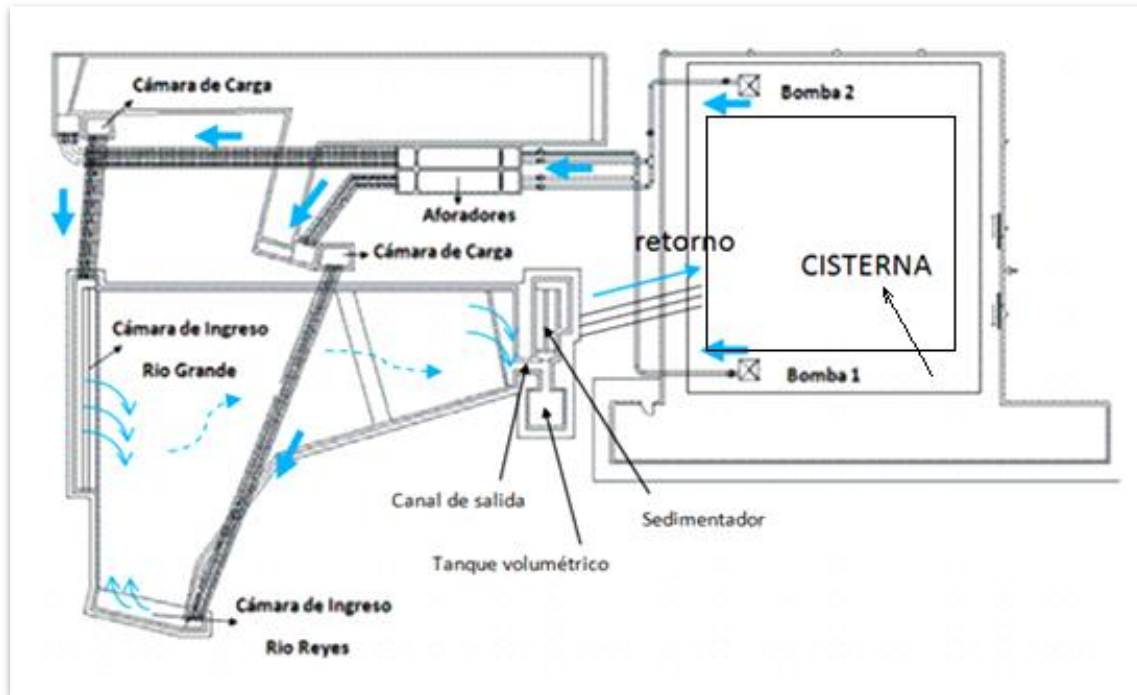 Cámara de Carga
Bomba 2
Aforadores
retorno
Cámara de Carga
CISTERNA
Cámara de Ingreso
Rio Grande
Bomba 1
Canal de salida
Sedimentador
Tanque volumétrico
Cámara de Ingreso
Rio Reyes